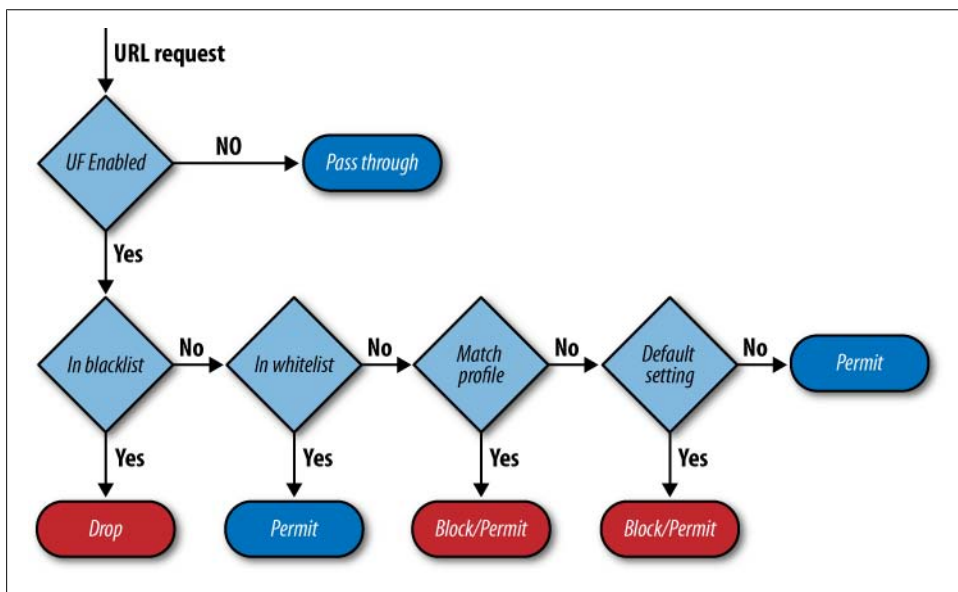 URL request
UF Enabled
NO
Pass through
Yes
In blacklist
No
In whitelist
No
Match
profile
No
Default
setting
No
Permit
Yes
Yes
Yes
Yes
Drop
Permit
Block/Permit
Block/Permit